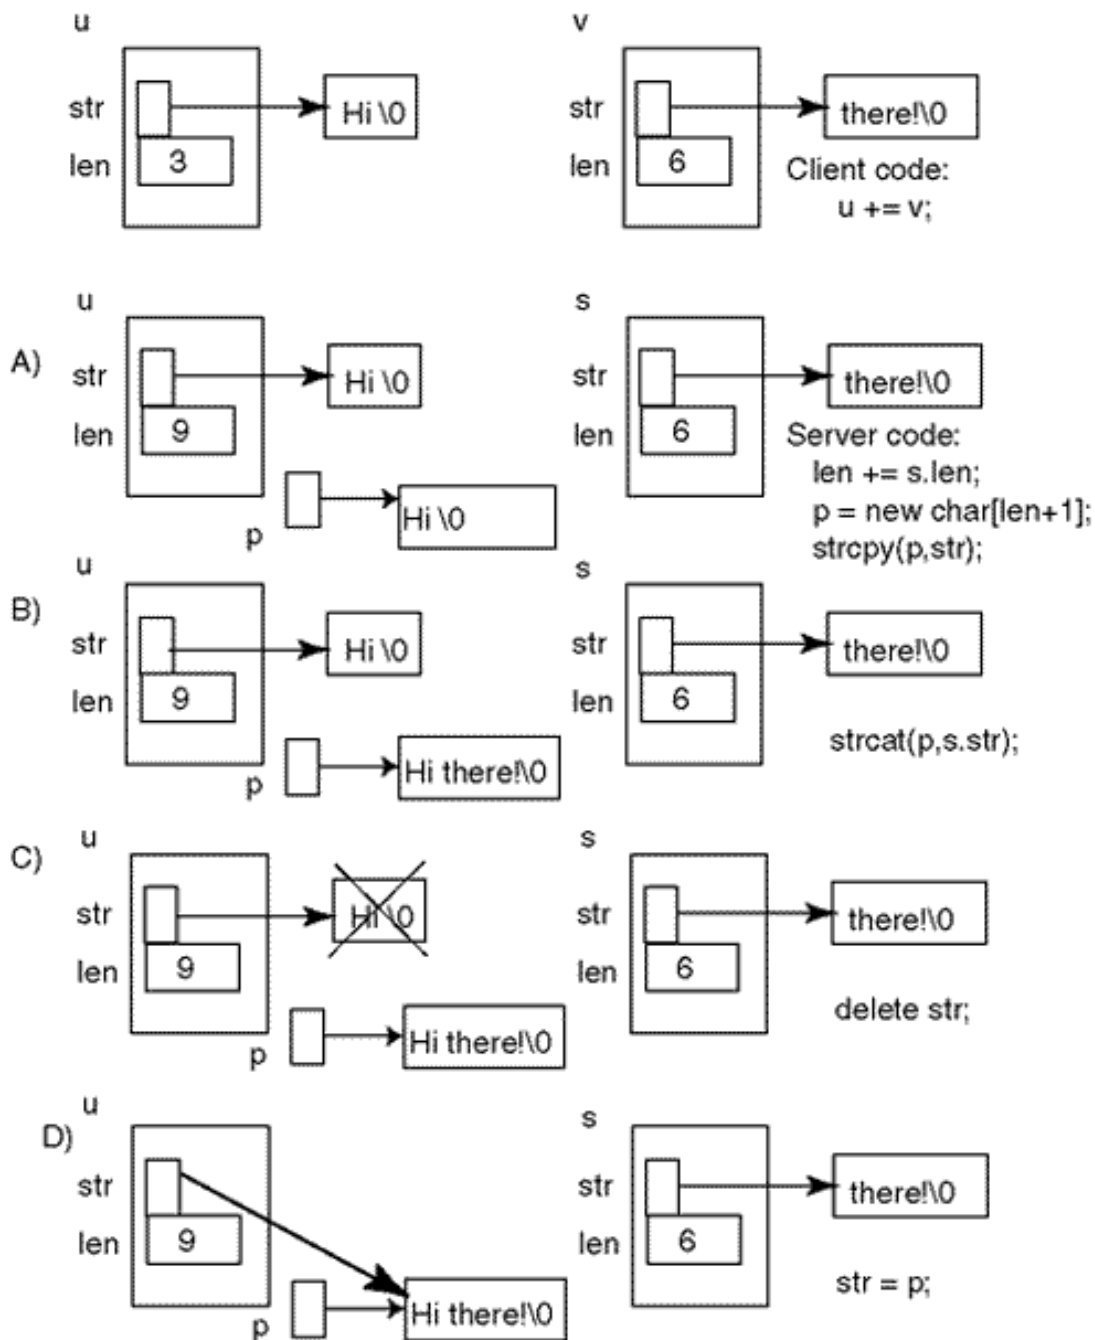 u
v
str
Hi \0
str
there!\0
len
3
len
6
Client code:
u += v;
u
s
A)
str
Hi \0
str
there!\0
len
9
len
6
Server code:
len += s.len;
p = new char[len+1];
strcpy(p,str);
p
Hi \0
u
s
B)
str
Hi \0
str
there!\0
len
9
len
6
strcat(p,s.str);
p
Hi there!\0
u
s
C)
str
Hi \0
str
there!\0
len
9
len
6
delete str;
p
Hi there!\0
u
s
D)
str
str
there!\0
len
9
len
6
str = p;
p
Hi there!\0